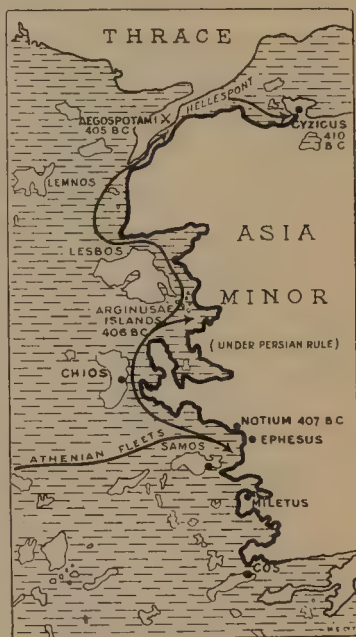 THRACE
HELLESPONT
AEGOSPOTAMI
405 BC
CYZICUS
410
BC
LEMNOS
LESBOS
ASIA
MINOR
ARGINUSAE
ISLANDS
406 BC
(UNDER PERSIAN RULE)
CHIOS
NOTIUM 407 BC
EPHESUS
ATHENIAN FLEETS
SAMOS
MILETUS
COS